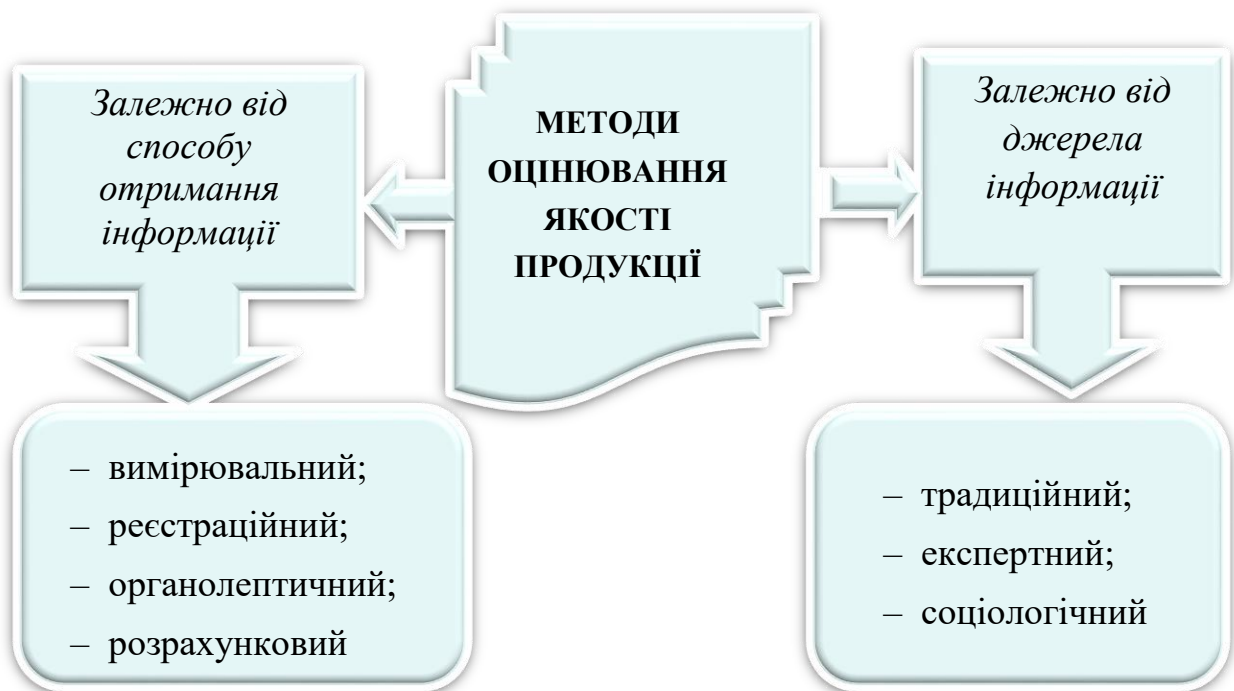 Залежно від
способу
отримання
інформації
МЕТОДИ
ОЦІНЮВАННЯ
ЯКОСТІ
ПРОДУКЦІЇ
Залежно від
джерела
інформації
– вимірювальний;
– реєстраційний;
– органолептичний;
– розрахунковий
– традиційний;
– експертний;
– соціологічний